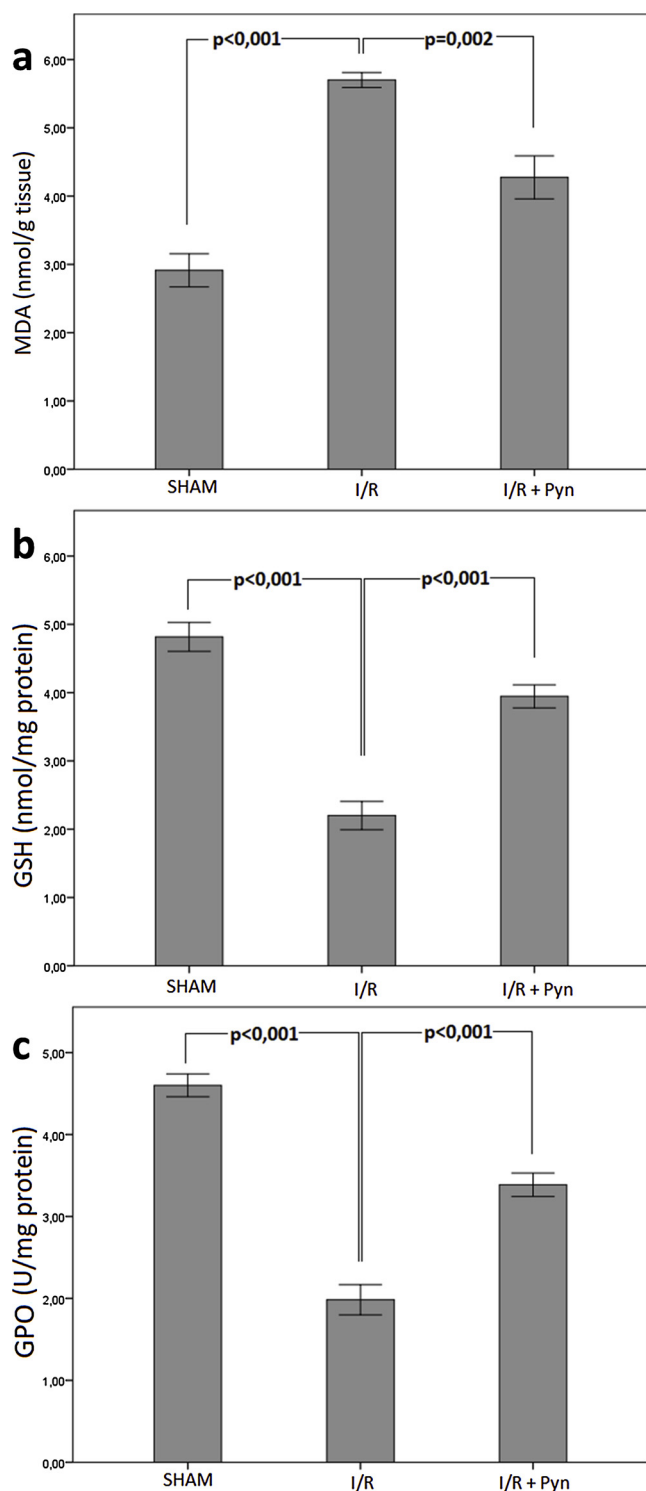 a
p<0,001 p=0,002
MDA (nmol/g tissue)
6,00
5,00
4,00
3,00
2,00
1,00
0,00
SHAM I/R I/R + Pyn
b
p<0,001 p<0,001
GSH (nmol/mg protein)
6,00
5,00
4,00
3,00
2,00
1,00
0,00
SHAM I/R I/R + Pyn
c
p<0,001 p<0,001
GPO (U/mg protein)
5,00
4,00
3,00
2,00
1,00
0,00
SHAM I/R I/R + Pyn